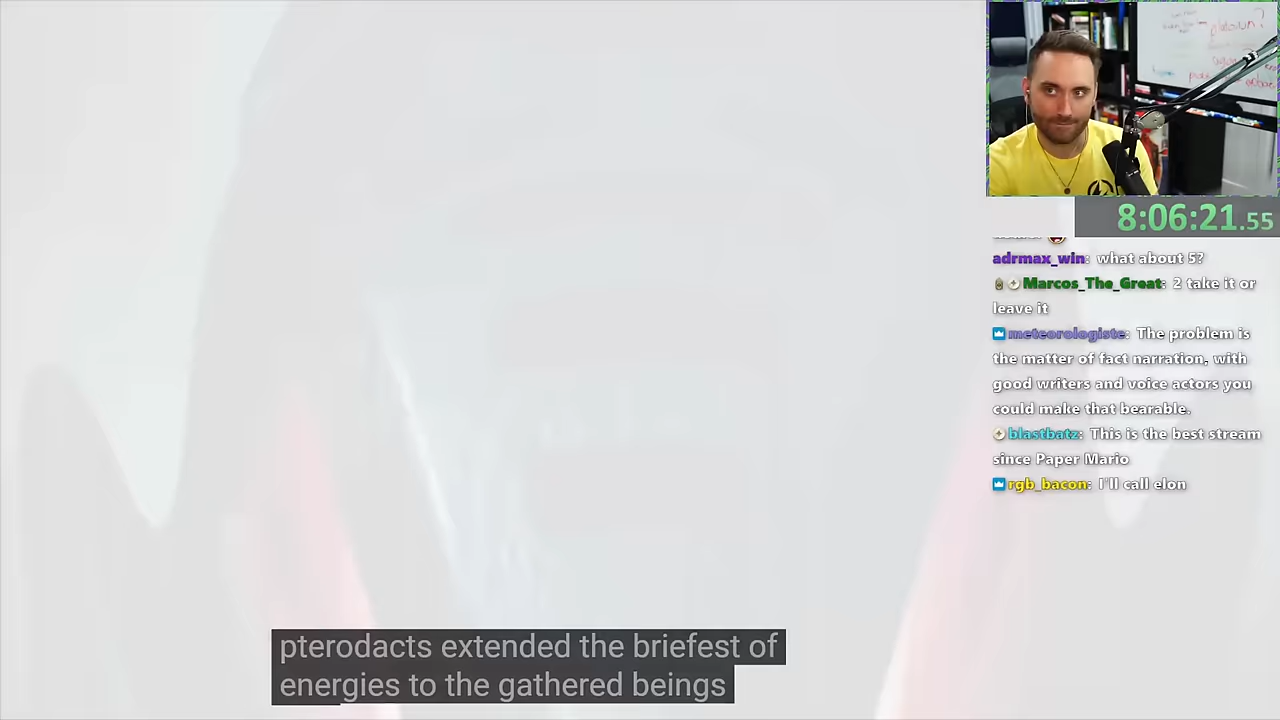 platoon?
8:06:21.55
adrmax_win: what about 5?
Marcos_The_Great: 2 take it or
leave it
meteorologiste: The problem is
the matter of fact narration, with
good writers and voice actors you
could make that bearable.
blastbatz: This is the best stream
since Paper Mario
rgb_bacon: I'll call elon
pterodacts extended the briefest of
energies to the gathered beings